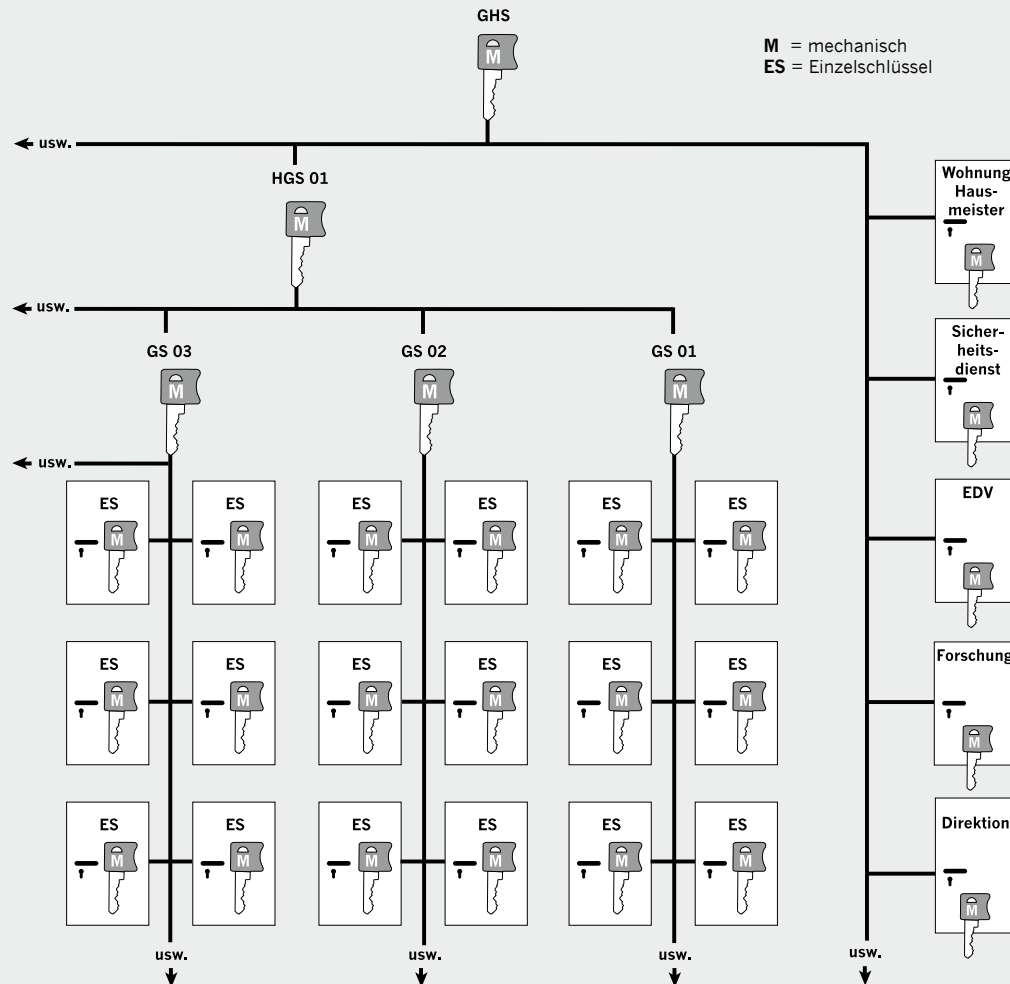 GHS
M = mechanisch
ES = Einzelschlüssel
M
usw.
HGS 01
M
Wohnung
Haus-
meister
M
usw.
GS 03
GS 02
GS 01
M
M
M
Sicher-
heits-
dienst
M
usw.
ES
ES
ES
ES
ES
ES
M
M
M
M
M
M
EDV
M
ES
ES
ES
ES
ES
ES
M
M
M
M
M
M
Forschung
M
ES
ES
ES
ES
ES
ES
M
M
M
M
M
M
Direktion
M
usw.
usw.
usw.
usw.